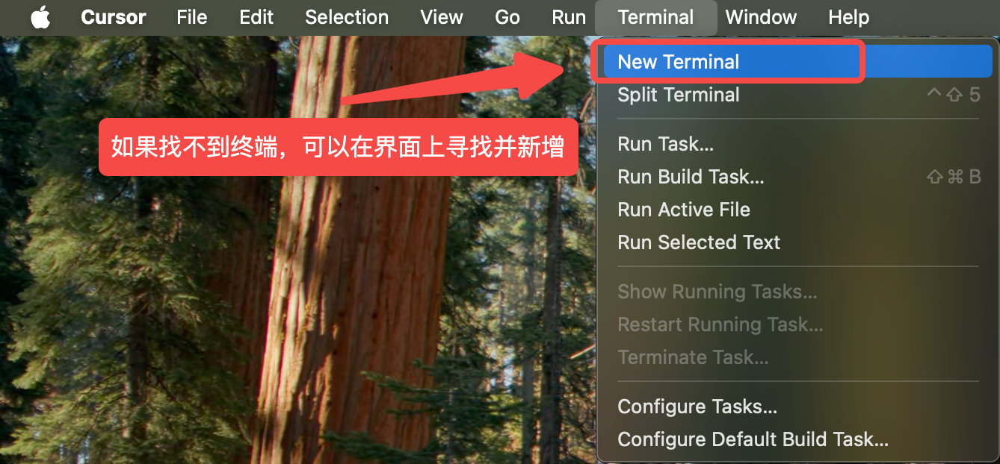 Cursor File Edit Selection View Go Run Terminal Window Help
New Terminal
Split Terminal ^⇧5
如果找不到终端，可以在界面上寻找并新增
Run Task...
Run Build Task... ⇧⌘B
Run Active File
Run Selected Text
Show Running Tasks...
Restart Running Task...
Terminate Task...
Configure Tasks...
Configure Default Build Task...